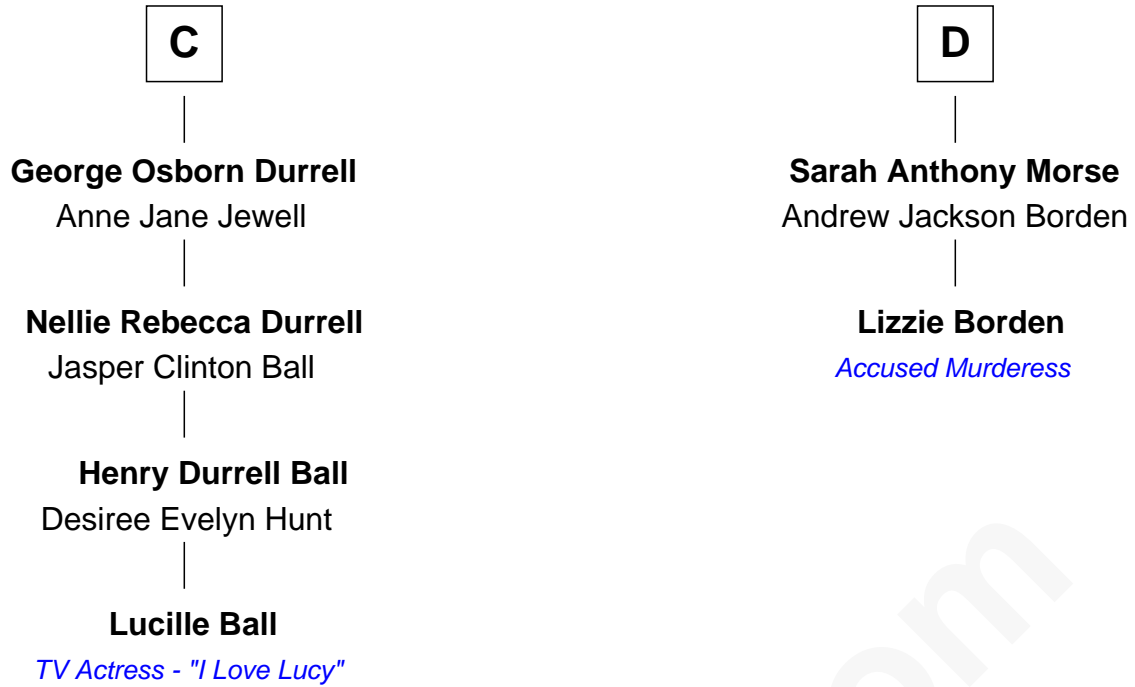 C
George Osborn Durrell
Anne Jane Jewell
Nellie Rebecca Durrell
Jasper Clinton Ball
Henry Durrell Ball
Desiree Evelyn Hunt
Lucille Ball
TV Actress - "I Love Lucy"
D
Sarah Anthony Morse
Andrew Jackson Borden
Lizzie Borden
Accused Murderess
om